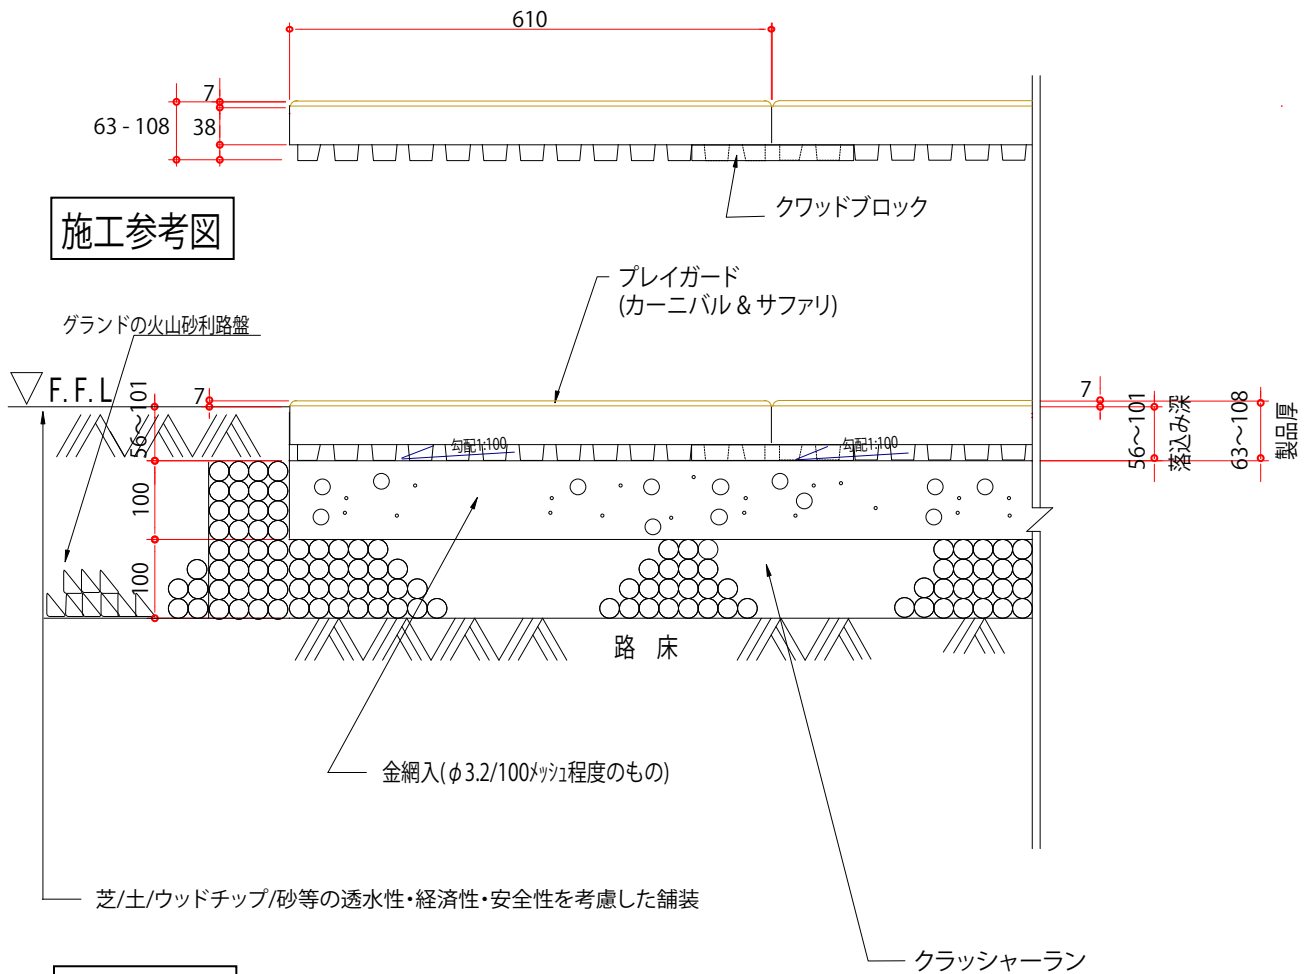 610
7
63 - 108
38
クワッドブロック
施工参考図
プレイガード
(カーニバル & サファリ)
グランドの火山砂利路盤
F.F.L
7
56～101
7
56～101
落込み深
63～108
製品厚
勾配1:100
勾配1:100
100
100
路 床
金網入(φ3.2/100メッシュ程度のもの)
芝/土/ウッドチップ/砂等の透水性・経済性・安全性を考慮した舗装
クラッシャーラン